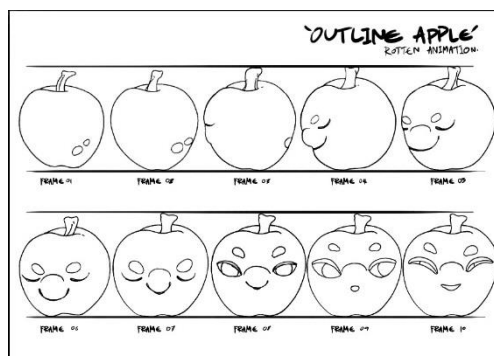 'OUTLINE APPLE'
ROTTEN ANIMATION.
FRAME 01 FRAME 02 FRAME 03 FRAME 04 FRAME 05
FRAME 06 FRAME 07 FRAME 08 FRAME 09 FRAME 10